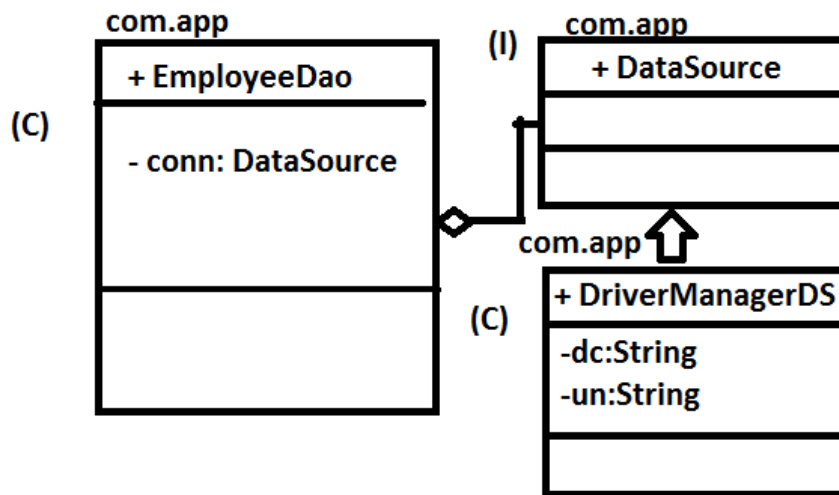 com.app
+ EmployeeDao
(C)
- conn: DataSource
com.app
(I)
+ DataSource
com.app
+ DriverManagerDS
(C)
-dc:String
-un:String